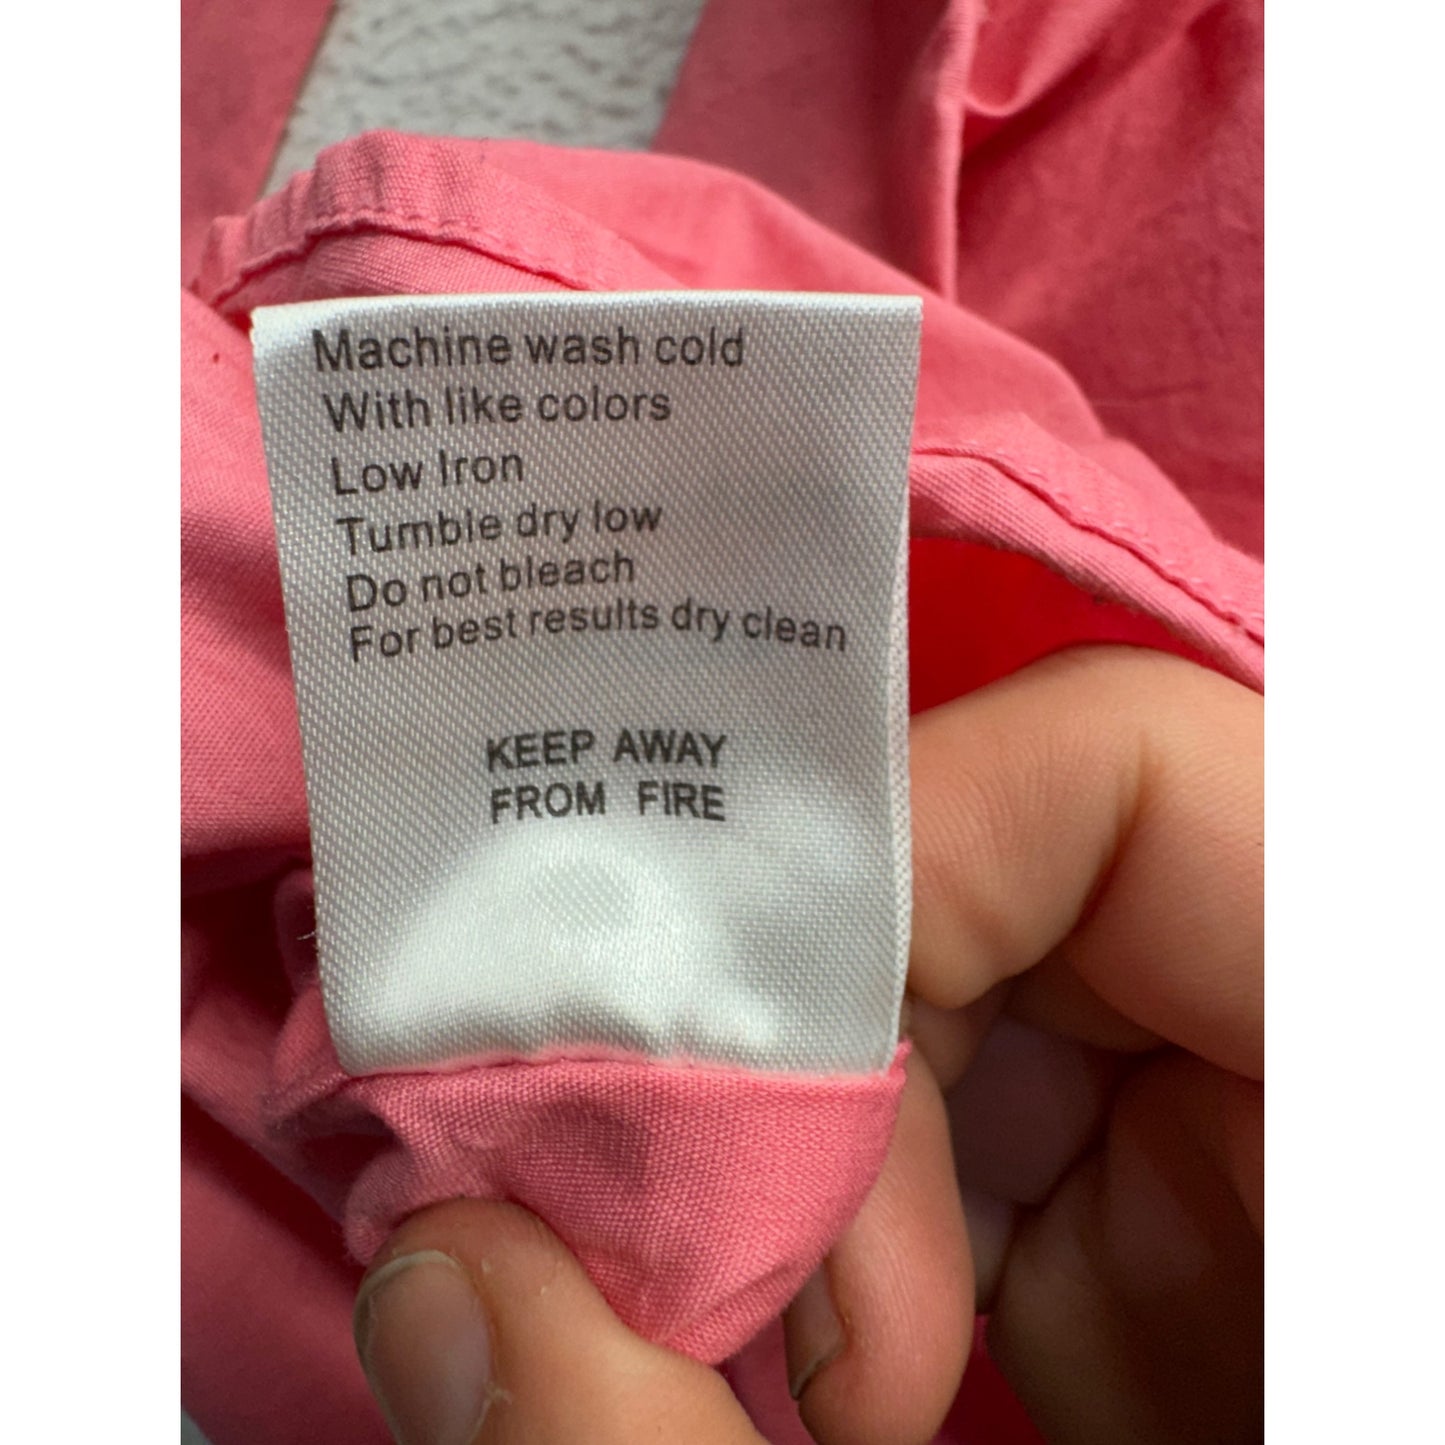 Machine wash cold
With like colors
Low Iron
Tumble dry low
Do not bleach
For best results dry clean
KEEP AWAY
FROM FIRE